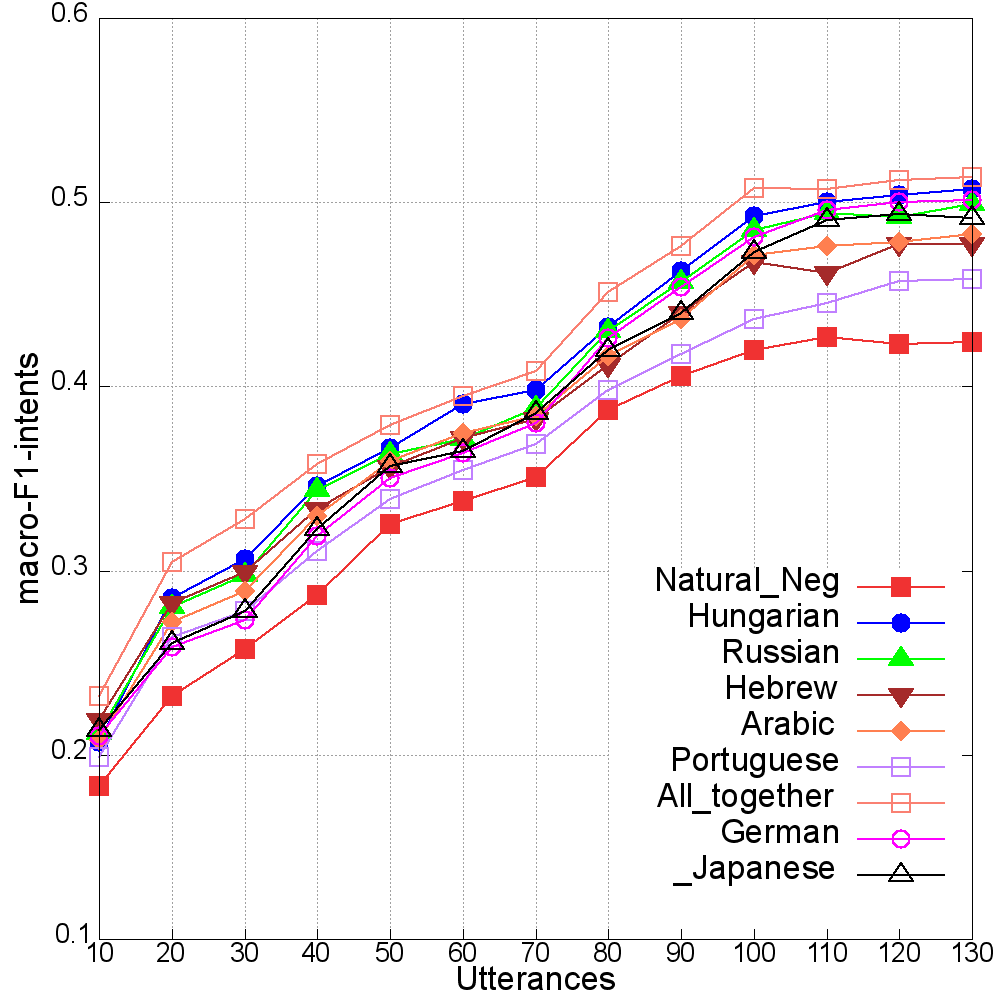 0.6
0.5
0.4
0.3
0.2
0.1
macro-F1-intents
10 20 30 40 50 60 70 80 90 100 110 120 130
Utterances
Natural_Neg
Hungarian
Russian
Hebrew
Arabic
Portuguese
All_together
German
_Japanese